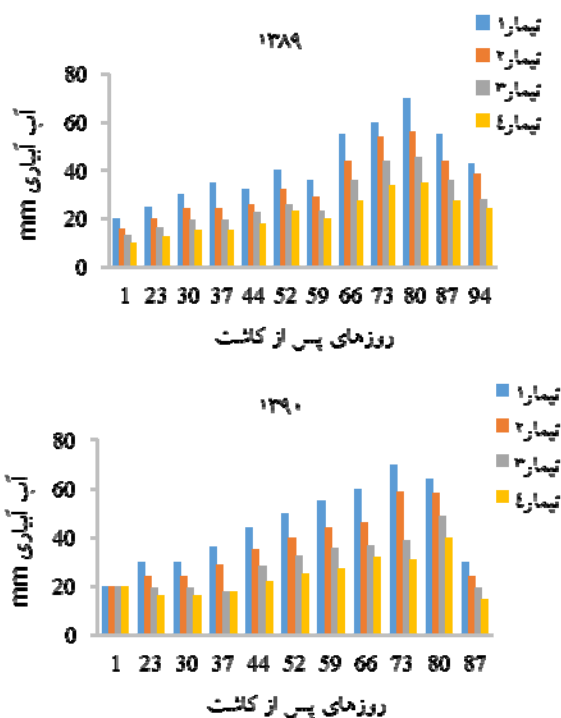 ۱۳۸۹
تیمار۱
تیمار۲
تیمار۳
تیمار٤
آب آبیاری mm
80
60
40
20
0
1 23 30 37 44 52 59 66 73 80 87 94
روزهای پس از کاشت
۱۳۹۰
تیمار۱
تیمار۲
تیمار۳
تیمار٤
آب آبیاری mm
80
60
40
20
0
1 23 30 37 44 52 59 66 73 80 87
روزهای پس از کاشت